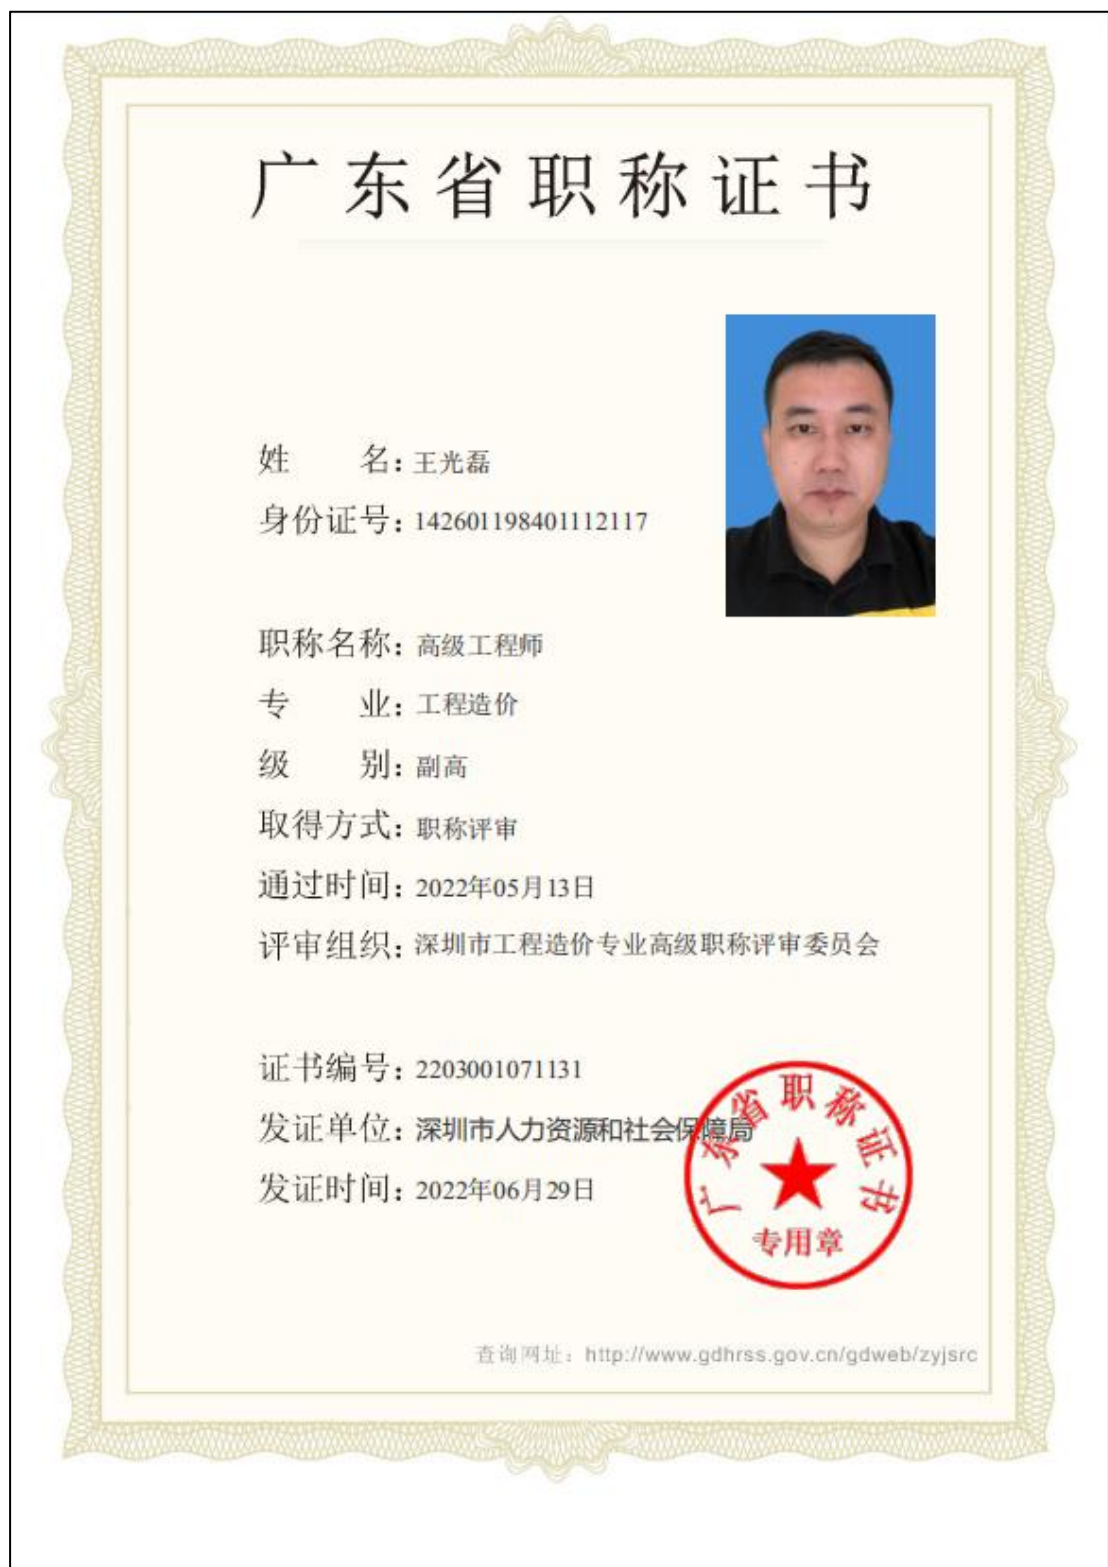 广东省职称证书
姓 名：王光磊
身份证号：142601198401112117
职称名称：高级工程师
专 业：工程造价
级 别：副高
取得方式：职称评审
通过时间：2022年05月13日
评审组织：深圳市工程造价专业高级职称评审委员会
证书编号：2203001071131
发证单位：深圳市人力资源和社会保障局
发证时间：2022年06月29日
广东省职称证书
专用章
查询网址：http://www.gdhrss.gov.cn/gdweb/zyjsrc